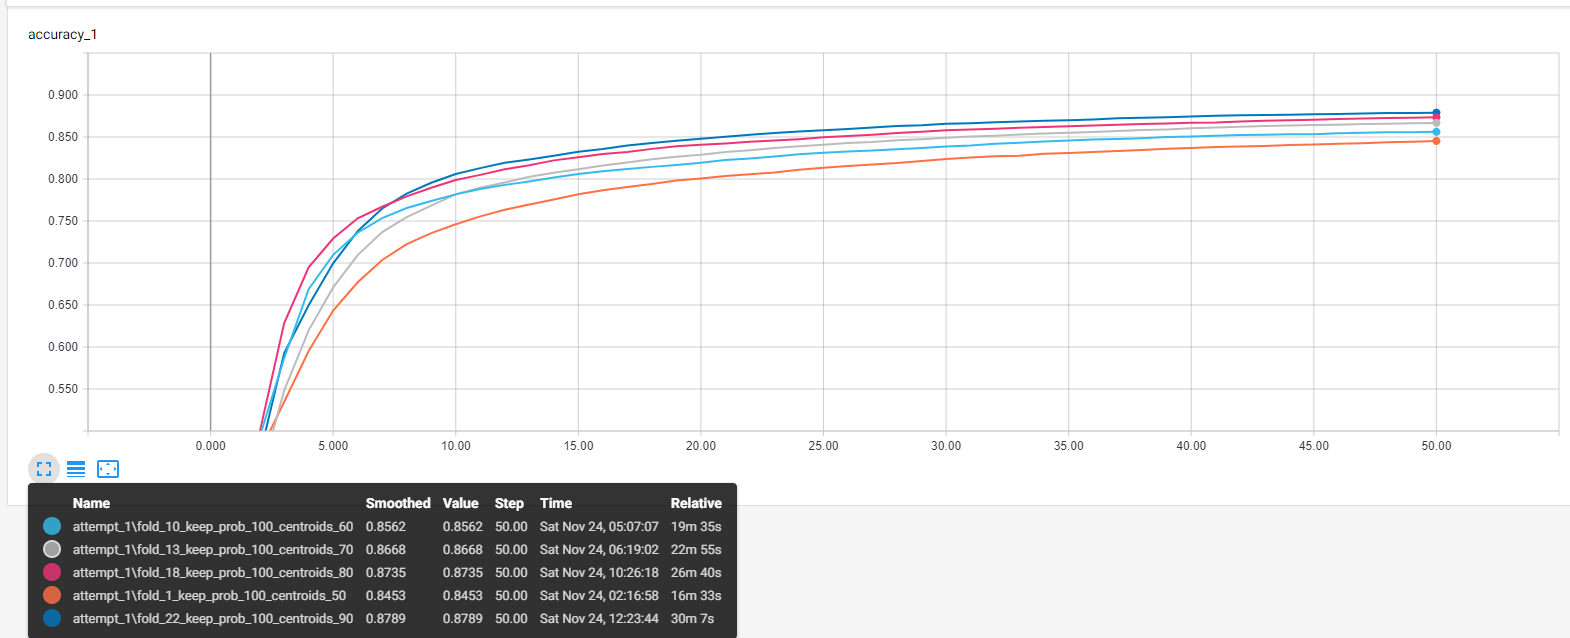 accuracy_1
0.900
0.850
0.800
0.750
0.700
0.650
0.600
0.550
0.000 5.000 10.00 15.00 20.00 25.00 30.00 35.00 40.00 45.00 50.00
Name Smoothed Value Step Time Relative
attempt_1\fold_10_keep_prob_100_centroids_60 0.8562 0.8562 50.00 Sat Nov 24, 05:07:07 19m 35s
attempt_1\fold_13_keep_prob_100_centroids_70 0.8668 0.8668 50.00 Sat Nov 24, 06:19:02 22m 55s
attempt_1\fold_18_keep_prob_100_centroids_80 0.8735 0.8735 50.00 Sat Nov 24, 10:26:18 26m 40s
attempt_1\fold_1_keep_prob_100_centroids_50 0.8453 0.8453 50.00 Sat Nov 24, 02:16:58 16m 33s
attempt_1\fold_22_keep_prob_100_centroids_90 0.8789 0.8789 50.00 Sat Nov 24, 12:23:44 30m 7s